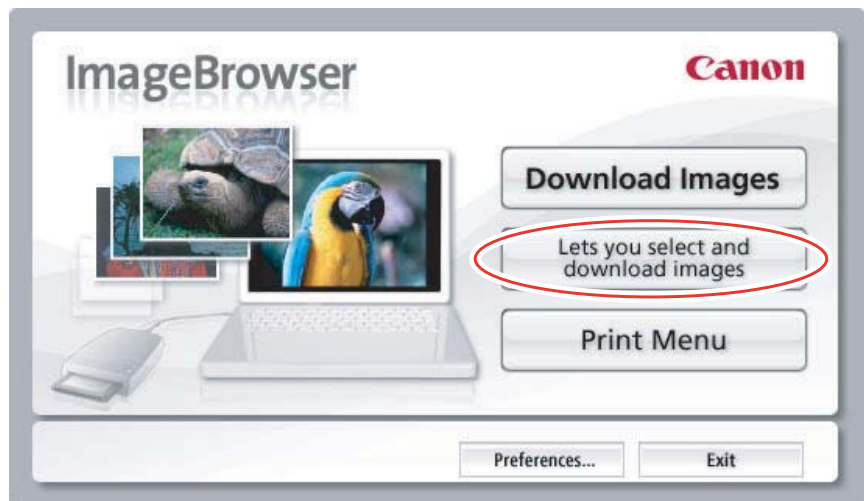 ImageBrowser
Canon
Download Images
Lets you select and
download images
Print Menu
Preferences...
Exit